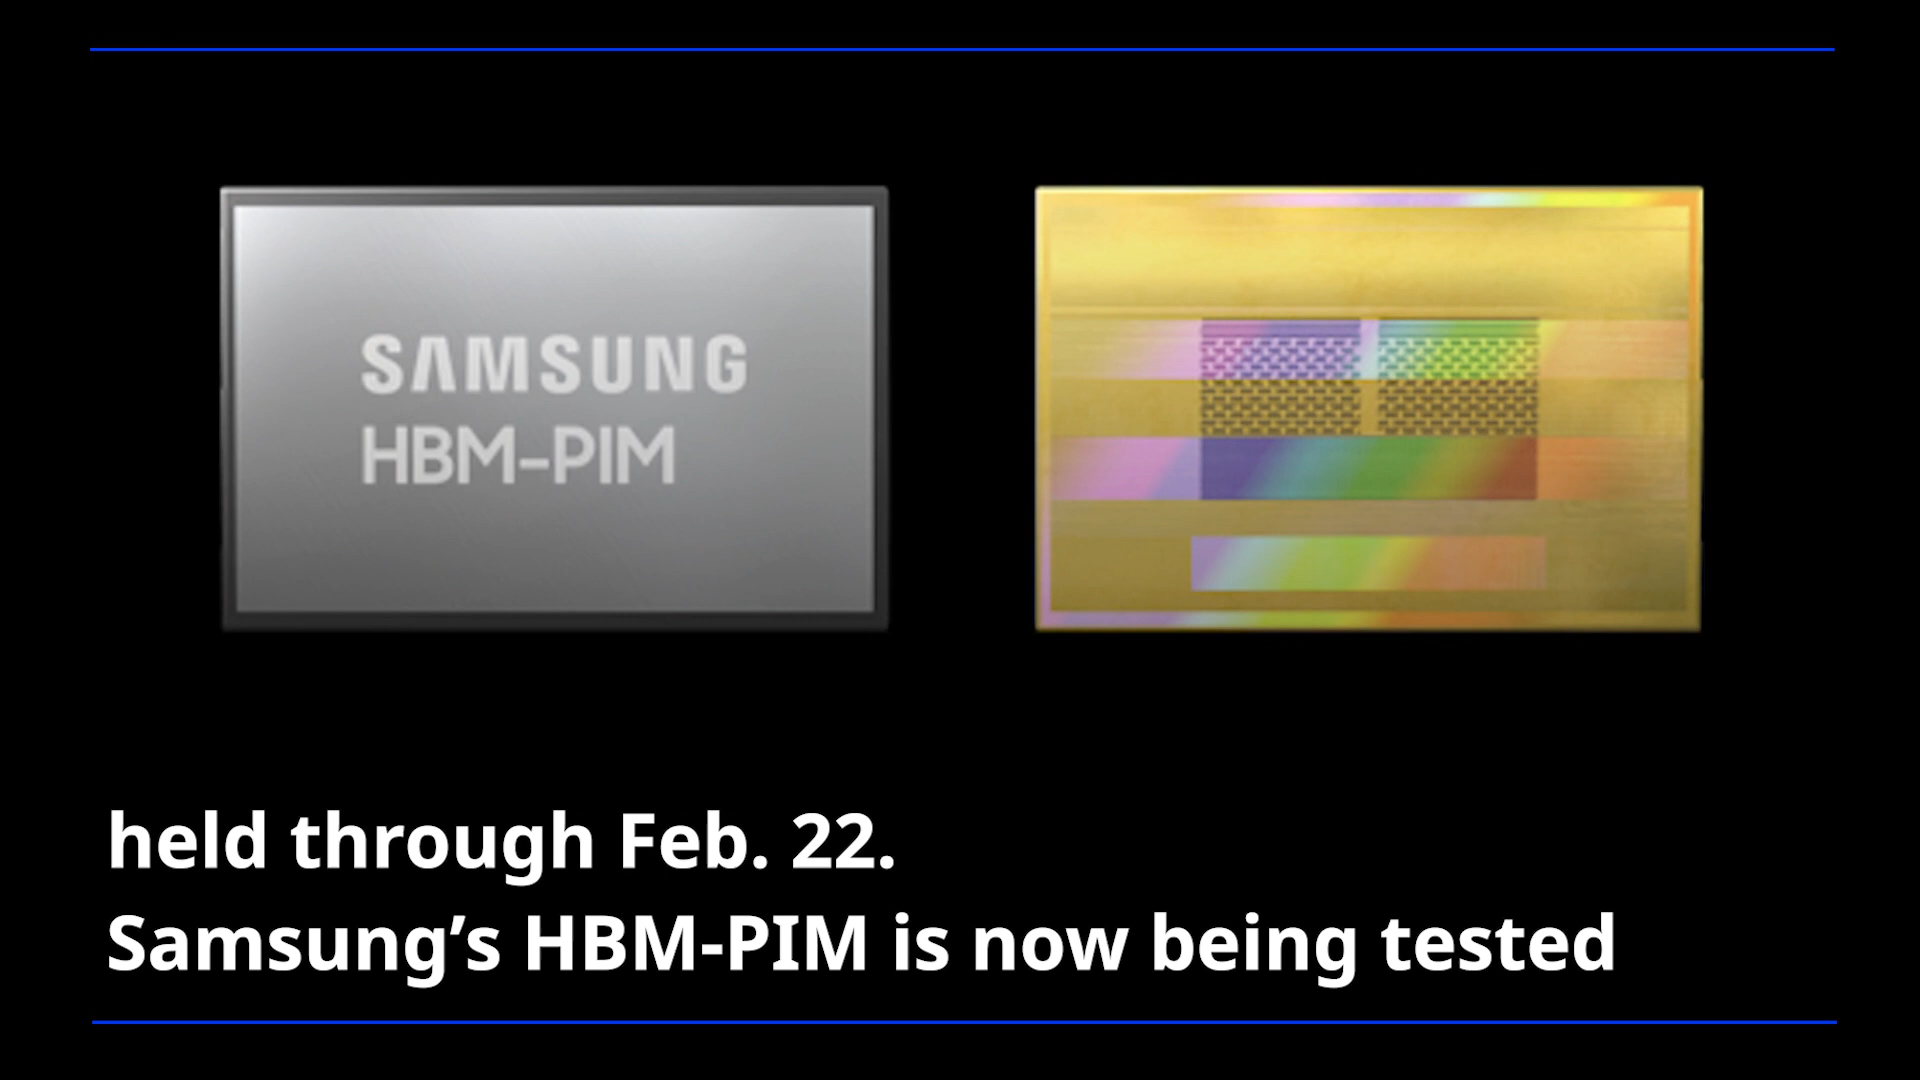 SAMSUNG
HBM-PIM
held through Feb. 22.
Samsung’s HBM-PIM is now being tested